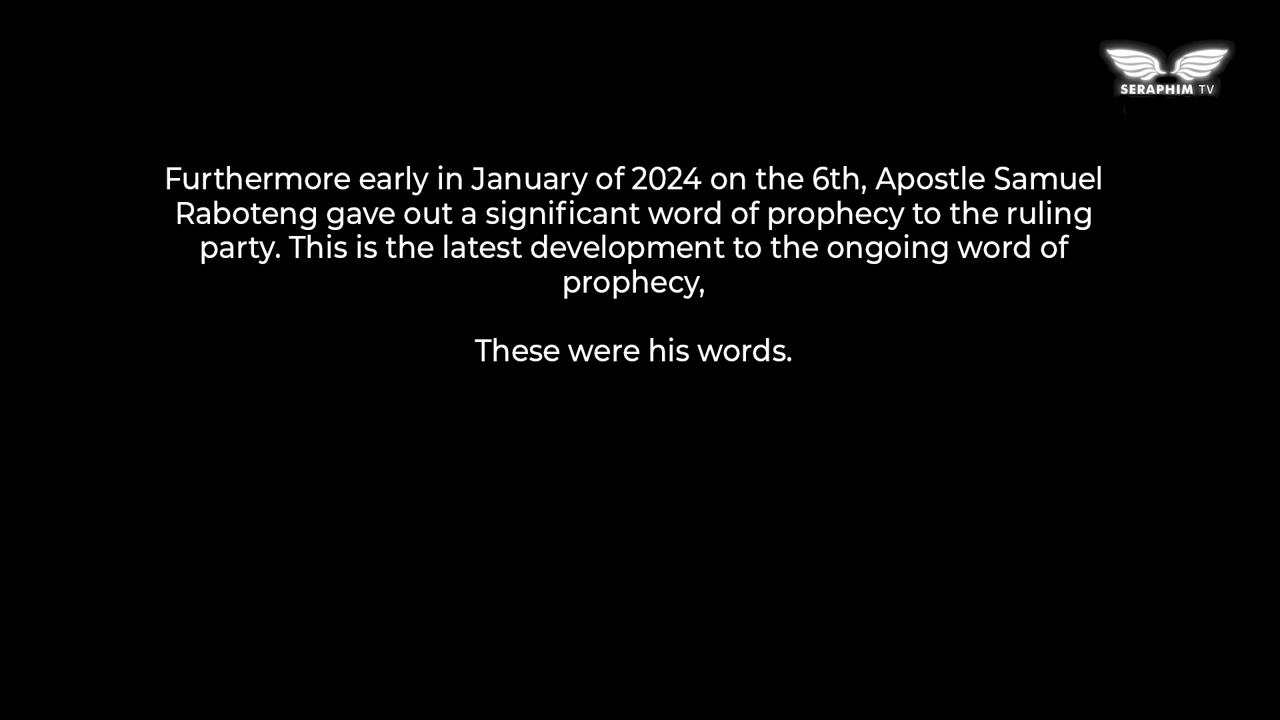 SERAPHIM TV
Furthermore early in January of 2024 on the 6th, Apostle Samuel
Raboteng gave out a significant word of prophecy to the ruling
party. This is the latest development to the ongoing word of
prophecy,
These were his words.